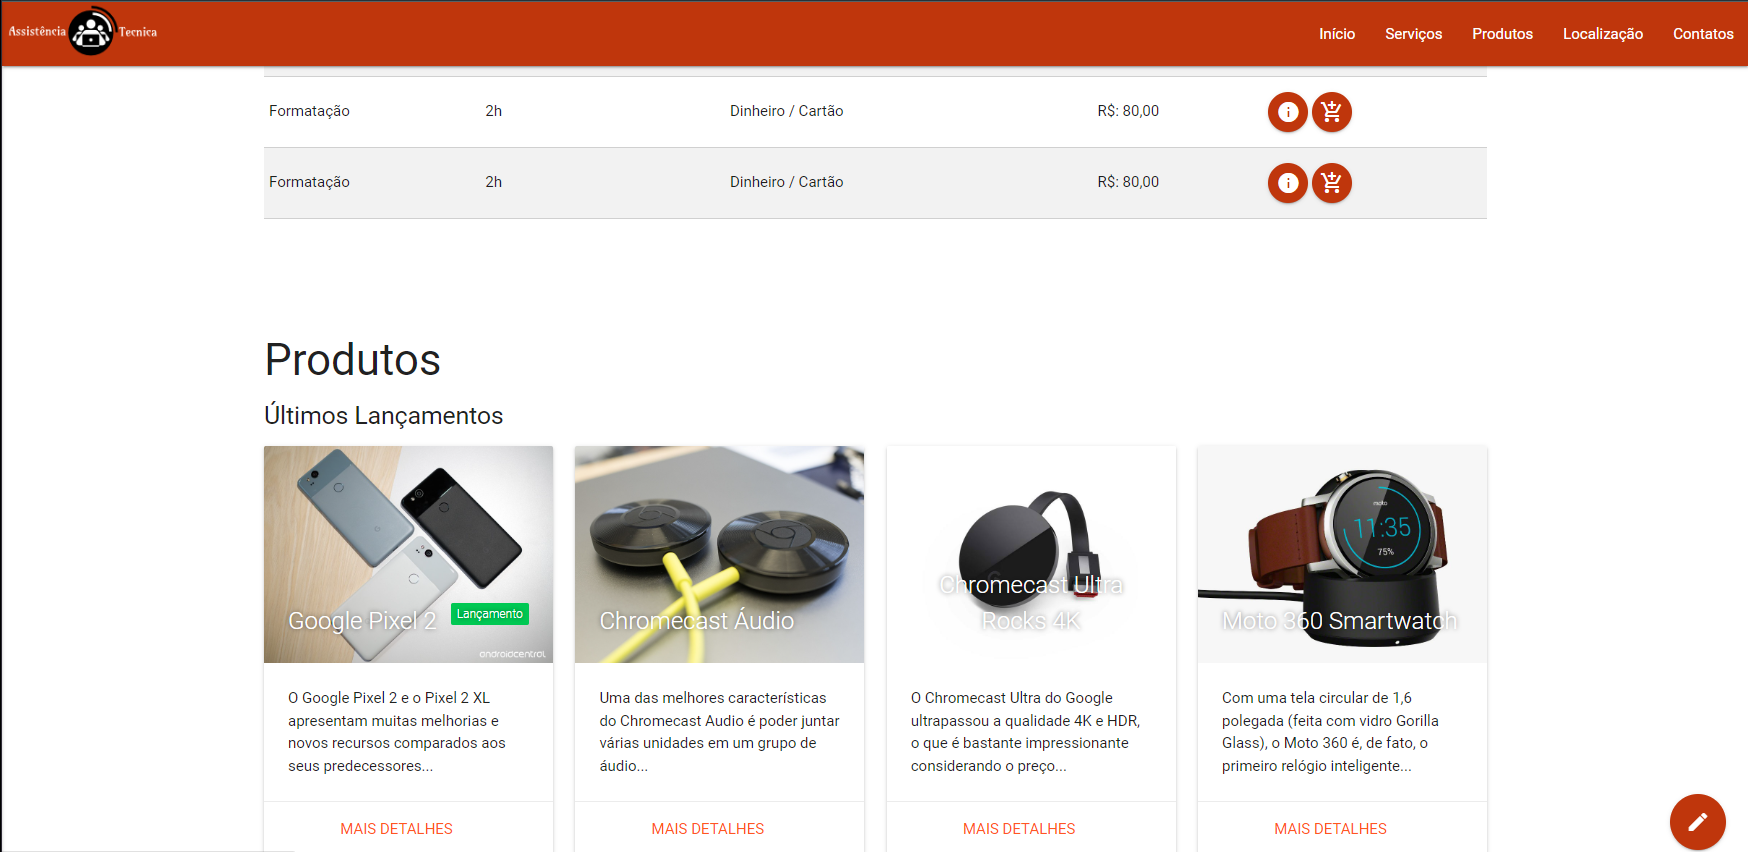 Assistência Tecnica
Início Serviços Produtos Localização Contatos
Formatação 2h Dinheiro / Cartão R$: 80,00
Formatação 2h Dinheiro / Cartão R$: 80,00
Produtos
Últimos Lançamentos
Google Pixel 2 Lançamento
androidcentral
O Google Pixel 2 e o Pixel 2 XL
apresentam muitas melhorias e
novos recursos comparados aos
seus predecessores...
MAIS DETALHES
Chromecast Áudio
Uma das melhores características
do Chromecast Audio é poder juntar
várias unidades em um grupo de
áudio...
MAIS DETALHES
Chromecast Ultra
Rocks 4K
O Chromecast Ultra do Google
ultrapassou a qualidade 4K e HDR,
o que é bastante impressionante
considerando o preço...
MAIS DETALHES
moto
11:35
75%
Moto 360 Smartwatch
Com uma tela circular de 1,6
polegada (feita com vidro Gorilla
Glass), o Moto 360 é, de fato, o
primeiro relógio inteligente...
MAIS DETALHES